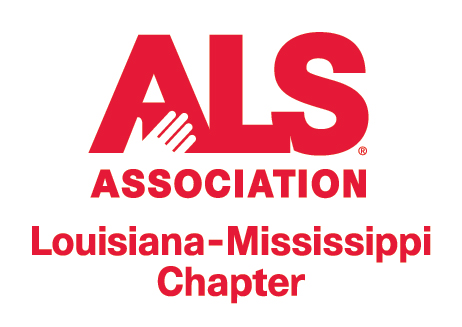 ALS®
ASSOCIATION
Louisiana-Mississippi
Chapter